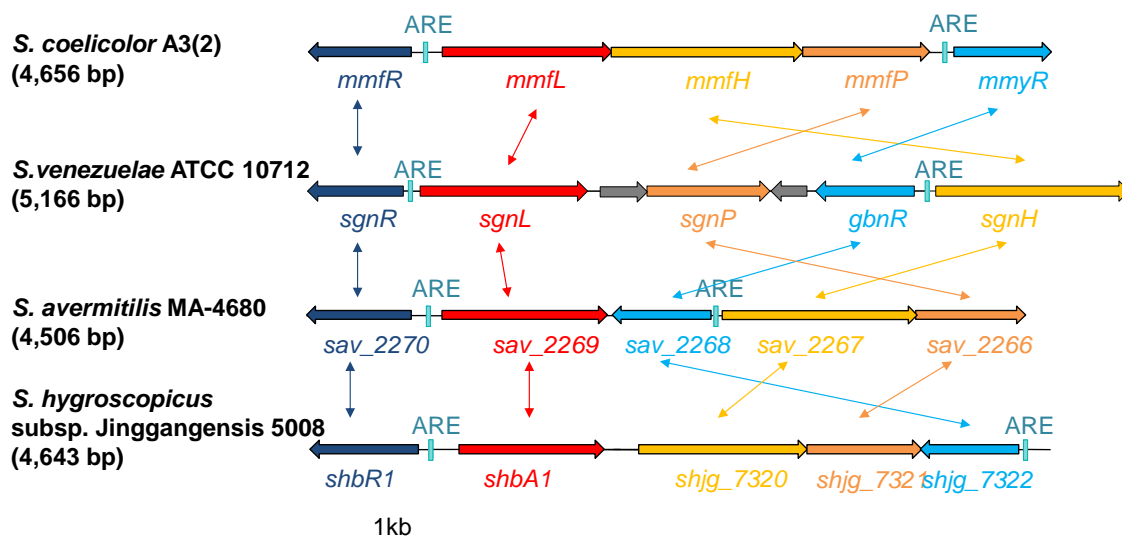 ARE ARE
S. coelicolor A3(2)
(4,656 bp)
mmfR mmfL mmfH mmfP mmyR
S.venezuelae ATCC 10712
(5,166 bp)
ARE ARE
sgnR sgnL sgnP gbnR sgnH
S. avermitilis MA-4680
(4,506 bp)
ARE ARE
sav_2270 sav_2269 sav_2268 sav_2267 sav_2266
S. hygroscopicus
subsp. Jinggangensis 5008
(4,643 bp)
ARE ARE
shbR1 shbA1 shjg_7320 shjg_7321 shjg_7322
1kb